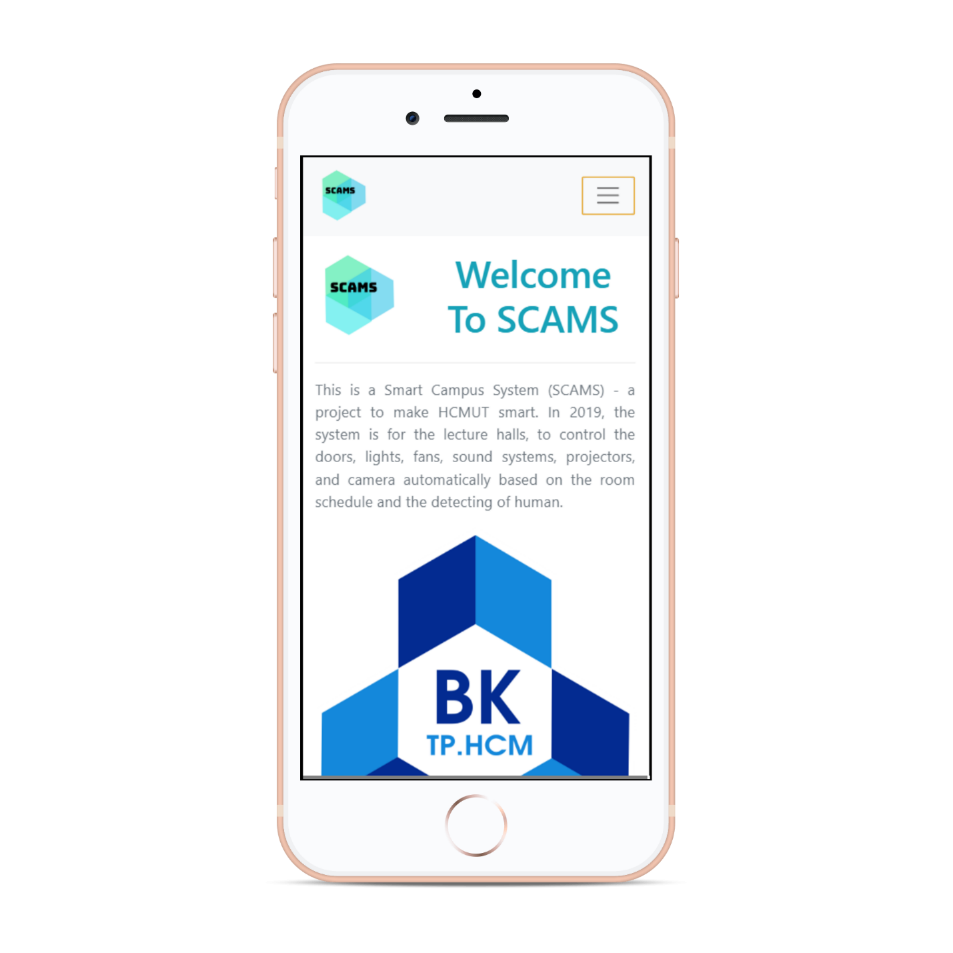 SCAMS
SCAMS
Welcome
To SCAMS
This is a Smart Campus System (SCAMS) - a
project to make HCMUT smart. In 2019, the
system is for the lecture halls, to control the
doors, lights, fans, sound systems, projectors,
and camera automatically based on the room
schedule and the detecting of human.
BK
TP.HCM